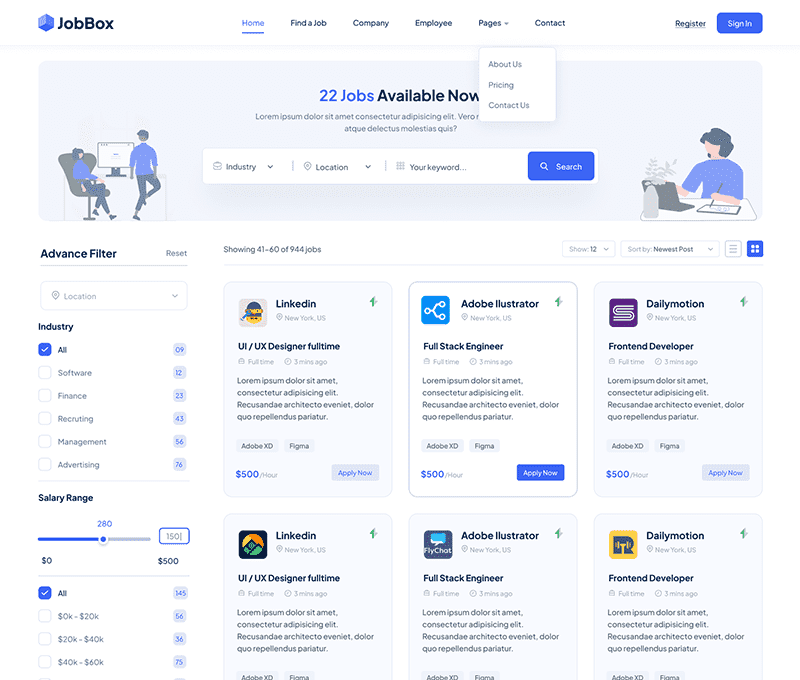 JobBox
Home Find a Job Company Employee Pages Contact Register Sign In
About Us
Pricing
Contact Us
22 Jobs Available Now
Lorem ipsum dolor sit amet consectetur adipisicing elit. Vero
atque delectus molestias quis?
Industry Location Your keyword... Search
Advance Filter Reset
Location
Industry
All 09
Software 12
Finance 23
Recruting 43
Management 56
Advertising 76
Salary Range
280
150
$0 $500
All 145
$0k - $20k 56
$20k - $40k 36
$40k - $60k 75
Showing 41-60 of 944 jobs Show: 12 Sort by: Newest Post
Linkedin
New York, US
UI / UX Designer fulltime
Full time 3 mins ago
Lorem ipsum dolor sit amet,
consectetur adipisicing elit.
Recusandae architecto eveniet, dolor
quo repellendus pariatur.
Adobe XD Figma
$500/Hour Apply Now
Adobe Ilustrator
New York, US
Full Stack Engineer
Full time 3 mins ago
Lorem ipsum dolor sit amet,
consectetur adipisicing elit.
Recusandae architecto eveniet, dolor
quo repellendus pariatur.
Adobe XD Figma
$500/Hour Apply Now
Dailymotion
New York, US
Frontend Developer
Full time 3 mins ago
Lorem ipsum dolor sit amet,
consectetur adipisicing elit.
Recusandae architecto eveniet, dolor
quo repellendus pariatur.
Adobe XD Figma
$500/Hour Apply Now
Linkedin
New York, US
UI / UX Designer fulltime
Full time 3 mins ago
Lorem ipsum dolor sit amet,
consectetur adipisicing elit.
Recusandae architecto eveniet, dolor
quo repellendus pariatur.
Adobe XD Figma
FlyChat
Adobe Ilustrator
New York, US
Full Stack Engineer
Full time 3 mins ago
Lorem ipsum dolor sit amet,
consectetur adipisicing elit.
Recusandae architecto eveniet, dolor
quo repellendus pariatur.
Adobe XD Figma
Dailymotion
New York, US
Frontend Developer
Full time 3 mins ago
Lorem ipsum dolor sit amet,
consectetur adipisicing elit.
Recusandae architecto eveniet, dolor
quo repellendus pariatur.
Adobe XD Figma